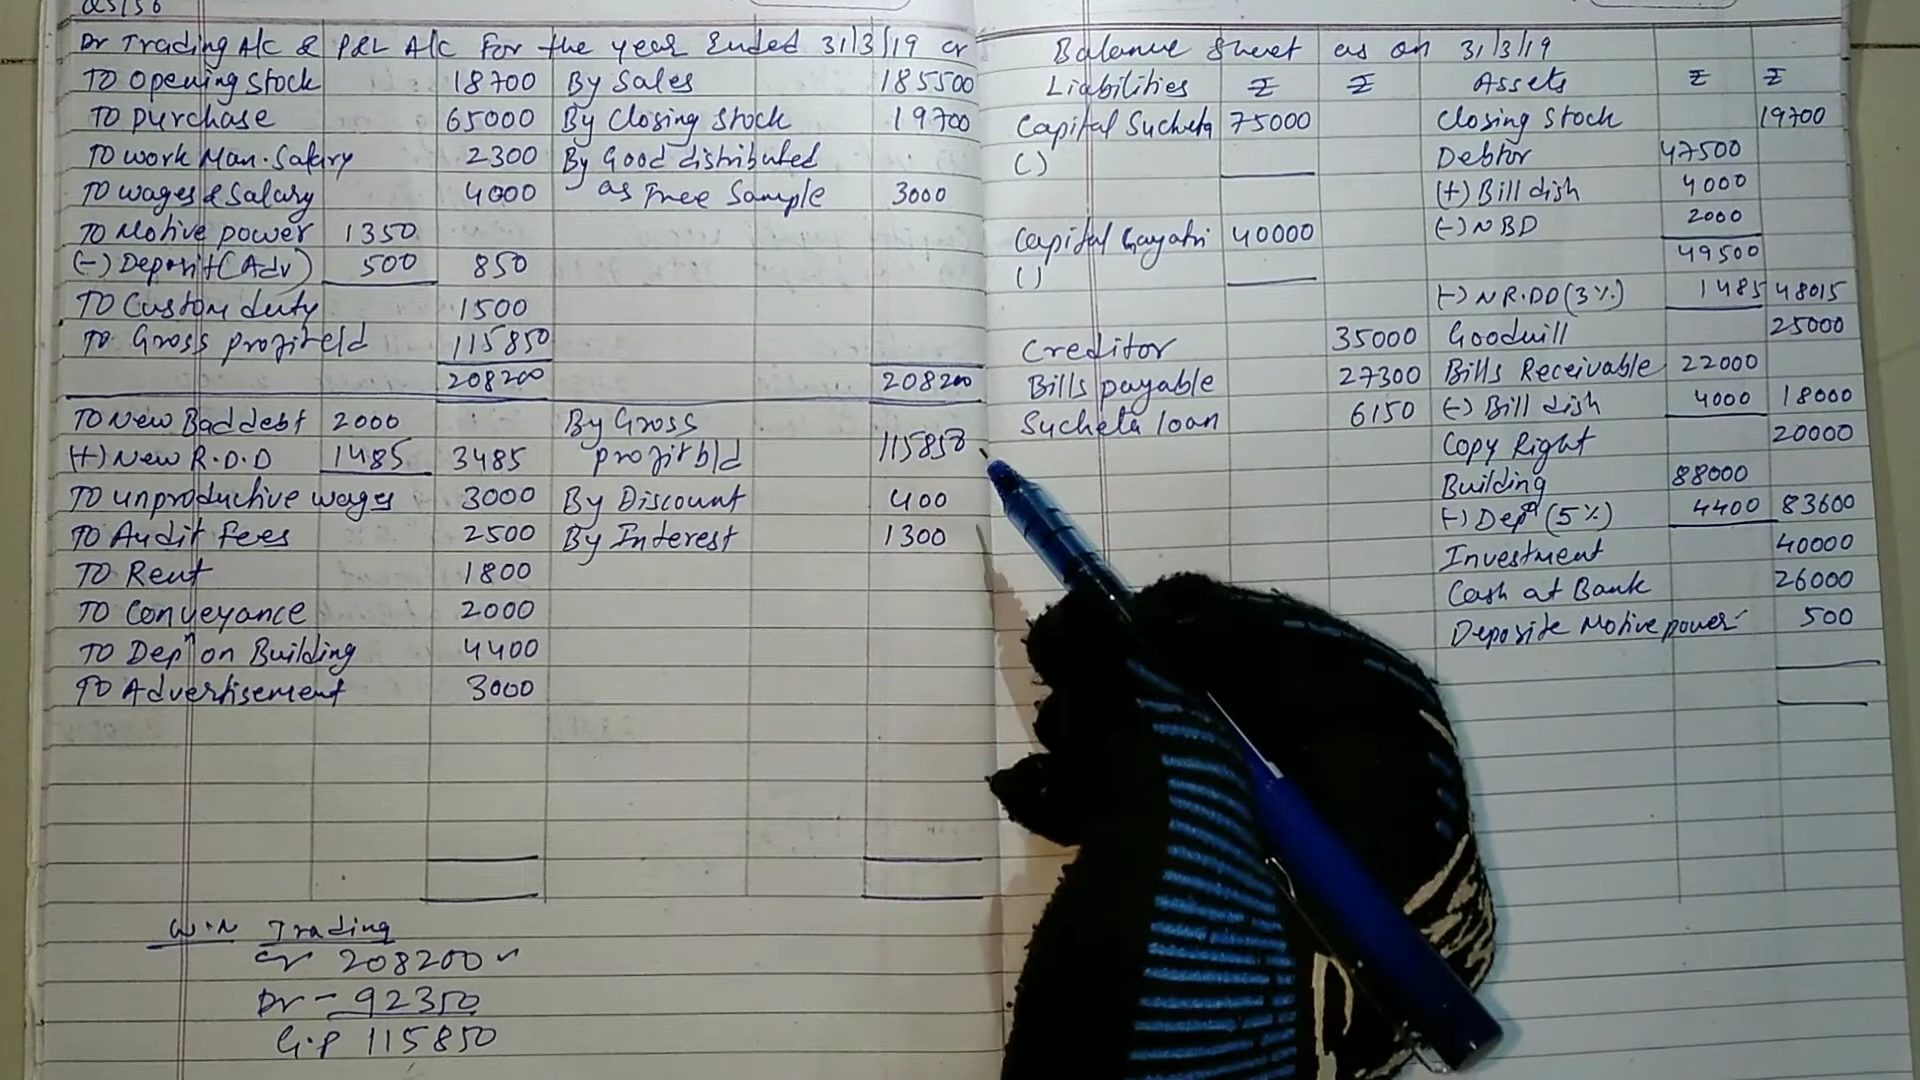 Dr Trading A/c & P&L A/c For the year Ended 31/3/19 cr
TO Opening Stock 18700 By Sales 185500
TO purchase 65000 By Closing Stock 19700
TO work Man. Salary 2300 By Good distributed
TO wages & Salary 4000 as Free Sample 3000
TO Motive power 1350
(-) Deposit (Adv) 500 850
TO Custom duty 1500
To Gross profit c/d 115850
208200 208200
TO New Bad debt 2000 By Gross
(+) New R.D.D 1485 3485 profit b/d 115850
TO unproductive wages 3000 By Discount 400
TO Audit Fees 2500 By Interest 1300
TO Rent 1800
TO Conveyance 2000
TO Depn on Building 4400
TO Advertisement 3000
W.N Trading
cr 208200
Dr - 92350
G.P 115850
Balance Sheet as on 31/3/19
Liabilities ₹ ₹ Assets ₹ ₹
Capital Sucheta 75000 Closing Stock 19700
( ) Debtor 47500
(+) Bill dish 4000
Capital Gayatri 40000 (-) NBD 2000
( ) 49500
(-) N R.DD (3%) 1485 48015
Creditor 35000 Goodwill 25000
Bills payable 27300 Bills Receivable 22000
Sucheta loan 6150 (-) Bill dish 4000 18000
Copy Right 20000
Building 88000
(-) Depn (5%) 4400 83600
Investment 40000
Cash at Bank 26000
Deposite Motive power 500